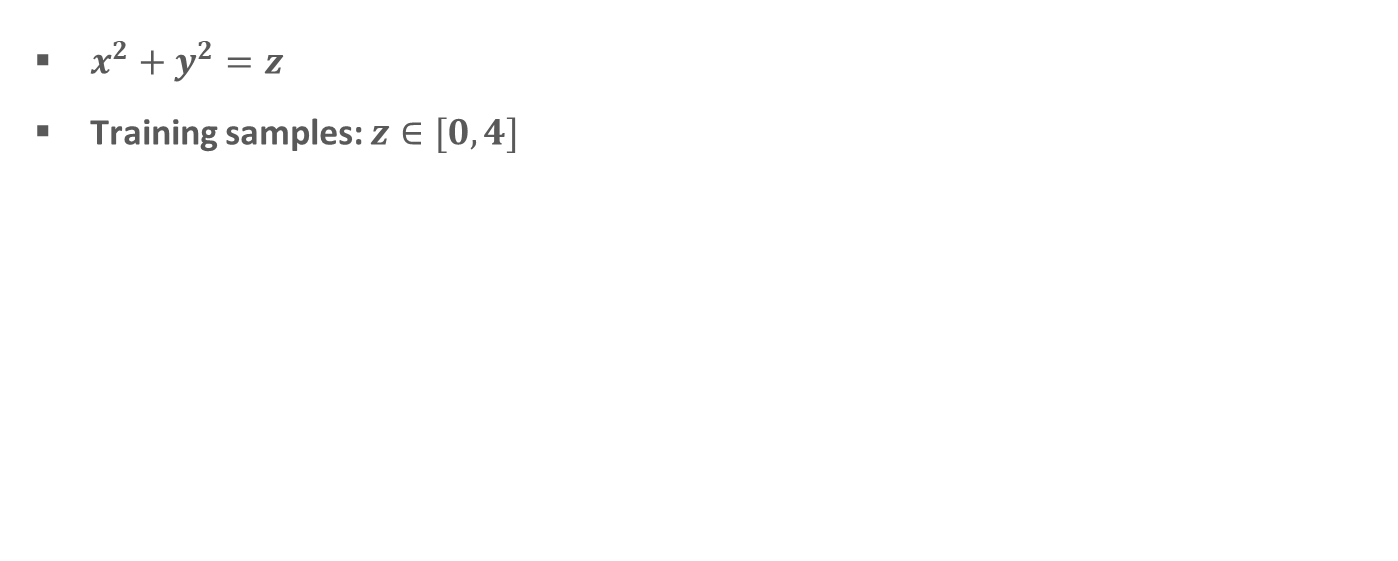 ▪ x² + y² = z
▪ Training samples: z ∈ [0, 4]